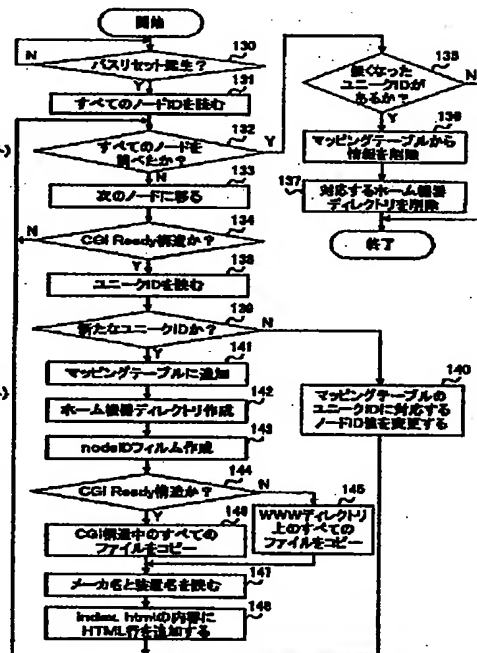 開始
130
N
バスリセット発生?
Y
131
すべてのノードIDを読む
132
すべてのノードを
調べたか?
Y
N
133
次のノードに移る
134
N
CGI Ready構造か?
Y
138
ユニークIDを読む
139
新たなユニークIDか?
N
Y
141
マッピングテーブルに追加
142
ホーム機器ディレクトリ作成
143
nodeIDフィルム作成
144
CGI Ready構造か?
N
Y
146
CGI構造中のすべての
ファイルをコピー
145
WWWディレクトリ
上のすべての
ファイルをコピー
147
メーカ名と装置名を読む
148
index.htmlの内容に
HTML行を追加する
135
無くなった
ユニークIDが
あるか?
N
Y
136
マッピングテーブルから
情報を削除
137
対応するホーム機器
ディレクトリを削除
終了
140
マッピングテーブルの
ユニークIDに対応する
ノードID値を変更する